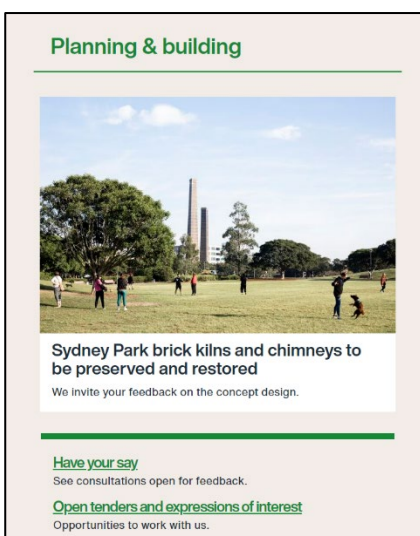 Planning & building
Sydney Park brick kilns and chimneys to
be preserved and restored
We invite your feedback on the concept design.
Have your say
See consultations open for feedback.
Open tenders and expressions of interest
Opportunities to work with us.